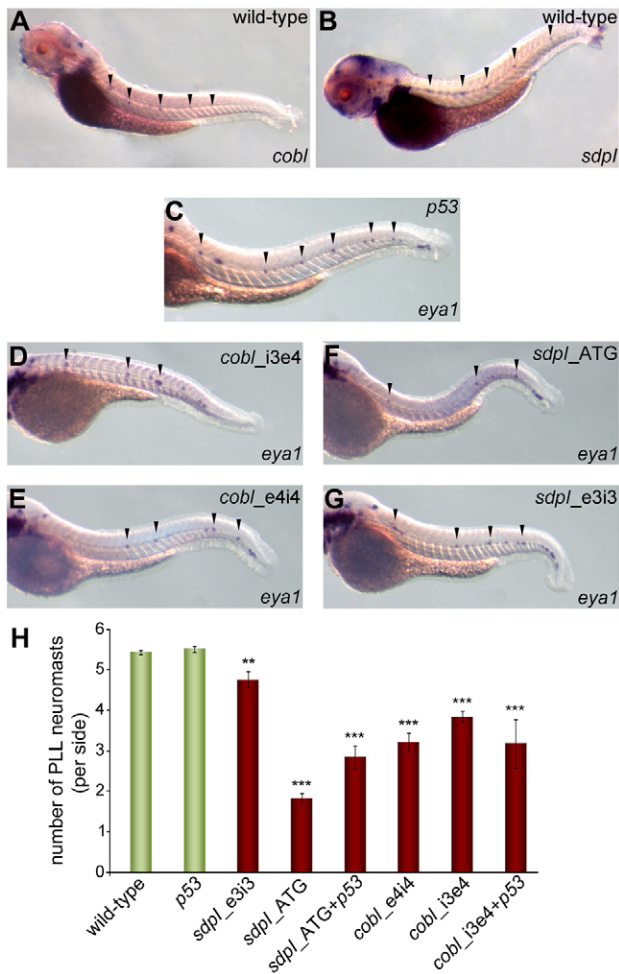 A wild-type
cobl
B wild-type
sdpl
C p53
eya1
D cobl_i3e4
eya1
F sdpl_ATG
eya1
E cobl_e4i4
eya1
G sdpl_e3i3
eya1
H
number of PLL neuromasts
(per side)
6
5
4
3
2
1
0
**
***
***
***
***
***
wild-type
p53
sdpl_e3i3
sdpl_ATG
sdpl_ATG+p53
cobl_e4i4
cobl_i3e4
cobl_i3e4+p53